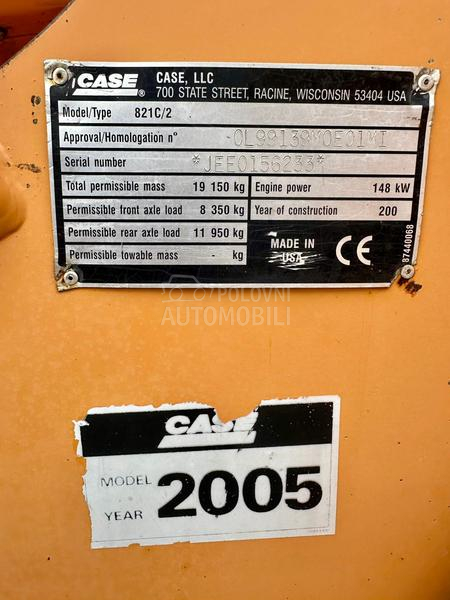 CASE ® CASE, LLC
700 STATE STREET, RACINE, WISCONSIN 53404 USA
Model/Type 821C/2
Approval/Homologation n° OL99139MOE01MI
Serial number *JEE0156233*
Total permissible mass 19 150 kg Engine power 148 kW
Permissible front axle load 8 350 kg Year of construction 200
Permissible rear axle load 11 950 kg
Permissible towable mass - kg
MADE IN
USA
CE
87440068
POLOVNI
AUTOMOBILI
CASE
MODEL
YEAR
2005